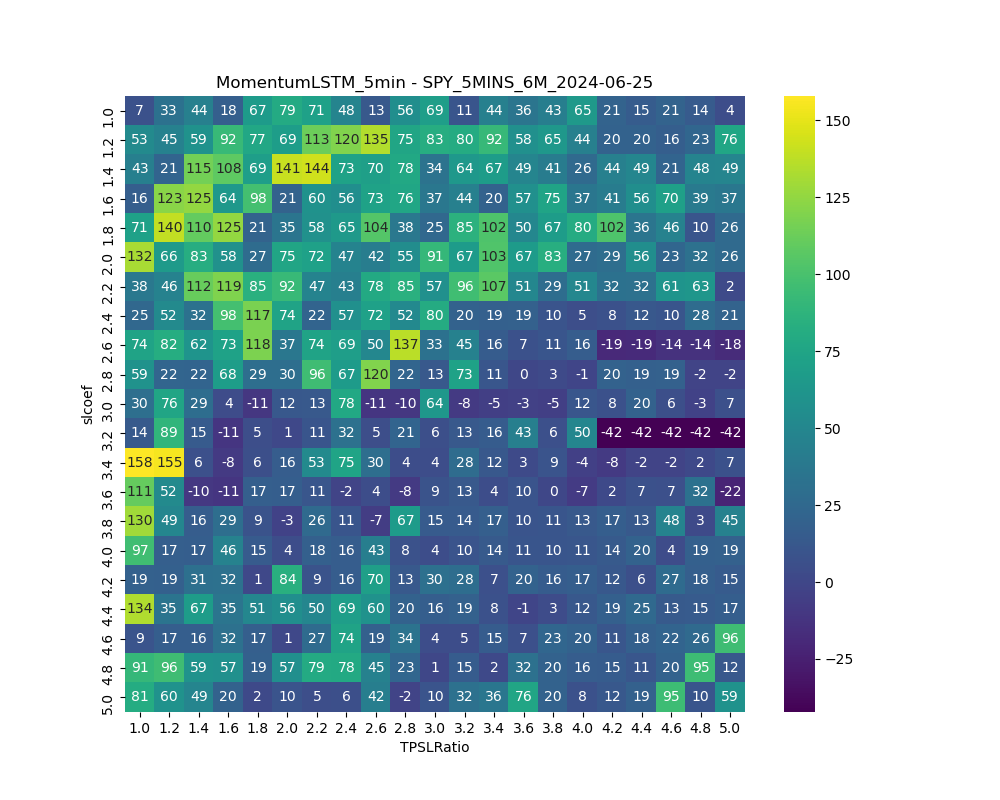 MomentumLSTM_5min - SPY_5MINS_6M_2024-06-25
1.0 7 33 44 18 67 79 71 48 13 56 69 11 44 36 43 65 21 15 21 14 4
1.2 53 45 59 92 77 69 113 120 135 75 83 80 92 58 65 44 20 20 16 23 76
1.4 43 21 115 108 69 141 144 73 70 78 34 64 67 49 41 26 44 49 21 48 49
1.6 16 123 125 64 98 21 60 56 73 76 37 44 20 57 75 37 41 56 70 39 37
1.8 71 140 110 125 21 35 58 65 104 38 25 85 102 50 67 80 102 36 46 10 26
2.0 132 66 83 58 27 75 72 47 42 55 91 67 103 67 83 27 29 56 23 32 26
2.2 38 46 112 119 85 92 47 43 78 85 57 96 107 51 29 51 32 32 61 63 2
2.4 25 52 32 98 117 74 22 57 72 52 80 20 19 19 10 5 8 12 10 28 21
2.6 74 82 62 73 118 37 74 69 50 137 33 45 16 7 11 16 -19 -19 -14 -14 -18
2.8 59 22 22 68 29 30 96 67 120 22 13 73 11 0 3 -1 20 19 19 -2 -2
3.0 30 76 29 4 -11 12 13 78 -11 -10 64 -8 -5 -3 -5 12 8 20 6 -3 7
3.2 14 89 15 -11 5 1 11 32 5 21 6 13 16 43 6 50 -42 -42 -42 -42 -42
3.4 158 155 6 -8 6 16 53 75 30 4 4 28 12 3 9 -4 -8 -2 -2 2 7
3.6 111 52 -10 -11 17 17 11 -2 4 -8 9 13 4 10 0 -7 2 7 7 32 -22
3.8 130 49 16 29 9 -3 26 11 -7 67 15 14 17 10 11 13 17 13 48 3 45
4.0 97 17 17 46 15 4 18 16 43 8 4 10 14 11 10 11 14 20 4 19 19
4.2 19 19 31 32 1 84 9 16 70 13 30 28 7 20 16 17 12 6 27 18 15
4.4 134 35 67 35 51 56 50 69 60 20 16 19 8 -1 3 12 19 25 13 15 17
4.6 9 17 16 32 17 1 27 74 19 34 4 5 15 7 23 20 11 18 22 26 96
4.8 91 96 59 57 19 57 79 78 45 23 1 15 2 32 20 16 15 11 20 95 12
5.0 81 60 49 20 2 10 5 6 42 -2 10 32 36 76 20 8 12 19 95 10 59
1.0 1.2 1.4 1.6 1.8 2.0 2.2 2.4 2.6 2.8 3.0 3.2 3.4 3.6 3.8 4.0 4.2 4.4 4.6 4.8 5.0
TPSLRatio
slcoef
150
125
100
75
50
25
0
−25